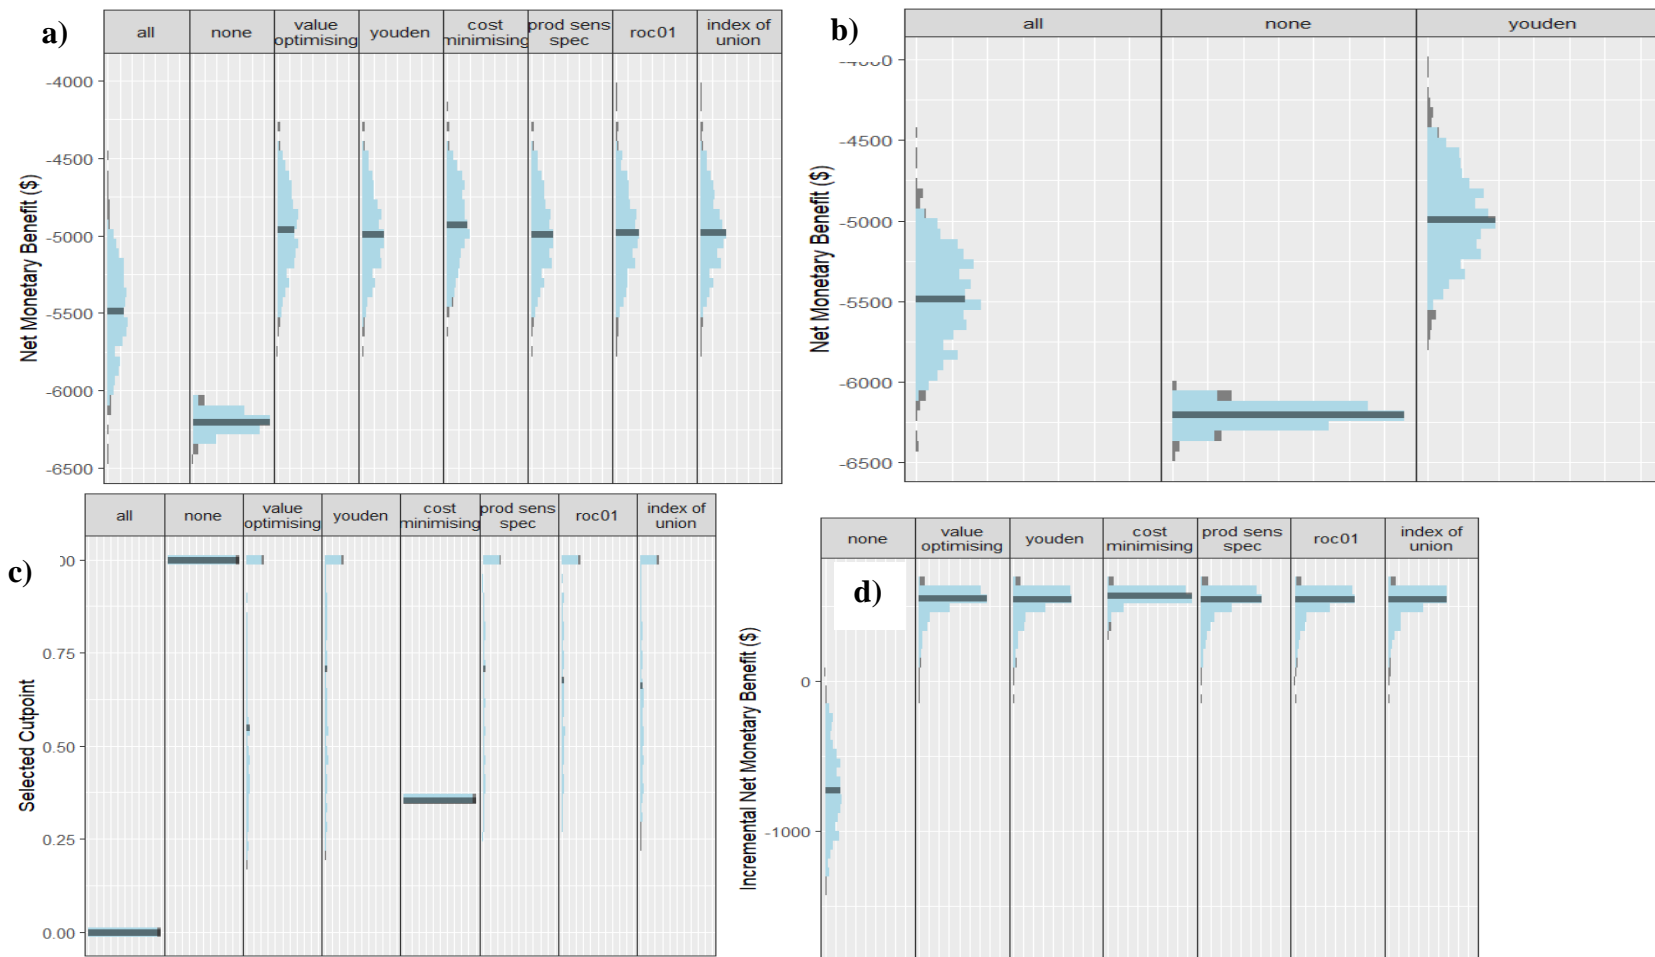 a)
all
none
value
optimising
youden
cost
minimising
prod sens
spec
roc01
index of
union
-4000
-4500
-5000
-5500
-6000
-6500
Net Monetary Benefit ($)
b)
all
none
youden
-4000
-4500
-5000
-5500
-6000
-6500
Net Monetary Benefit ($)
c)
all
none
value
optimising
youden
cost
minimising
prod sens
spec
roc01
index of
union
0.75
0.50
0.25
0.00
Selected Cutpoint
d)
none
value
optimising
youden
cost
minimising
prod sens
spec
roc01
index of
union
0
-1000
Incremental Net Monetary Benefit ($)